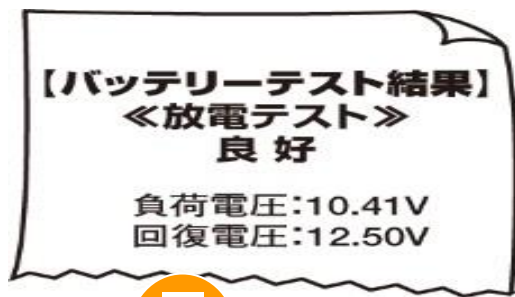 【バッテリーテスト結果】
≪放電テスト≫
良 好
負荷電圧:10.41V
回復電圧:12.50V